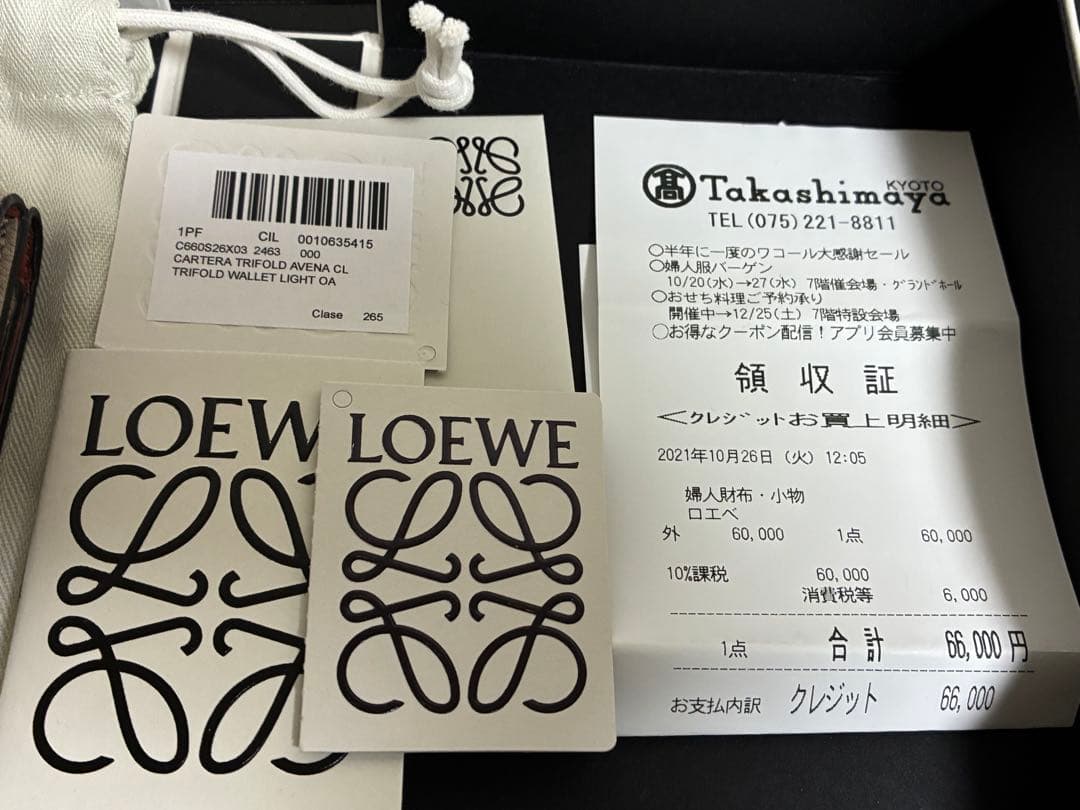 1PF CIL 0010635415
C660S26X03 2463 000
CARTERA TRIFOLD AVENA CL
TRIFOLD WALLET LIGHT OA
Clase 265
LOEW
LOEWE
髙 Takashimaya KYOTO
TEL(075)221-8811
○半年に一度のワコール大感謝セール
○婦人服バーゲン
10/20(水)→27(水) 7階催会場・グランドホール
○おせち料理ご予約承り
開催中→12/25(土) 7階特設会場
○お得なクーポン配信!アプリ会員募集中
領収証
<クレジットお買上明細>
2021年10月26日(火) 12:05
婦人財布・小物
ロエベ
外 60,000 1点 60,000
10%課税 60,000
消費税等 6,000
1点 合計 66,000円
お支払内訳 クレジット 66,000